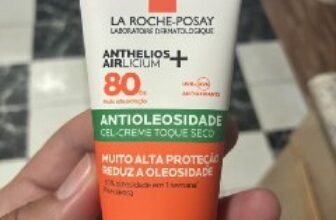 LA ROCHE-POSAY
LABORATOIRE DERMATOLOGIQUE
ANTHELIOS
AIRLICIUM +
80
ANTIOLEOSIDADE
GEL-CREME TOQUE SECO
MUITO ALTA PROTEÇÃO
REDUZ A OLEOSIDADE